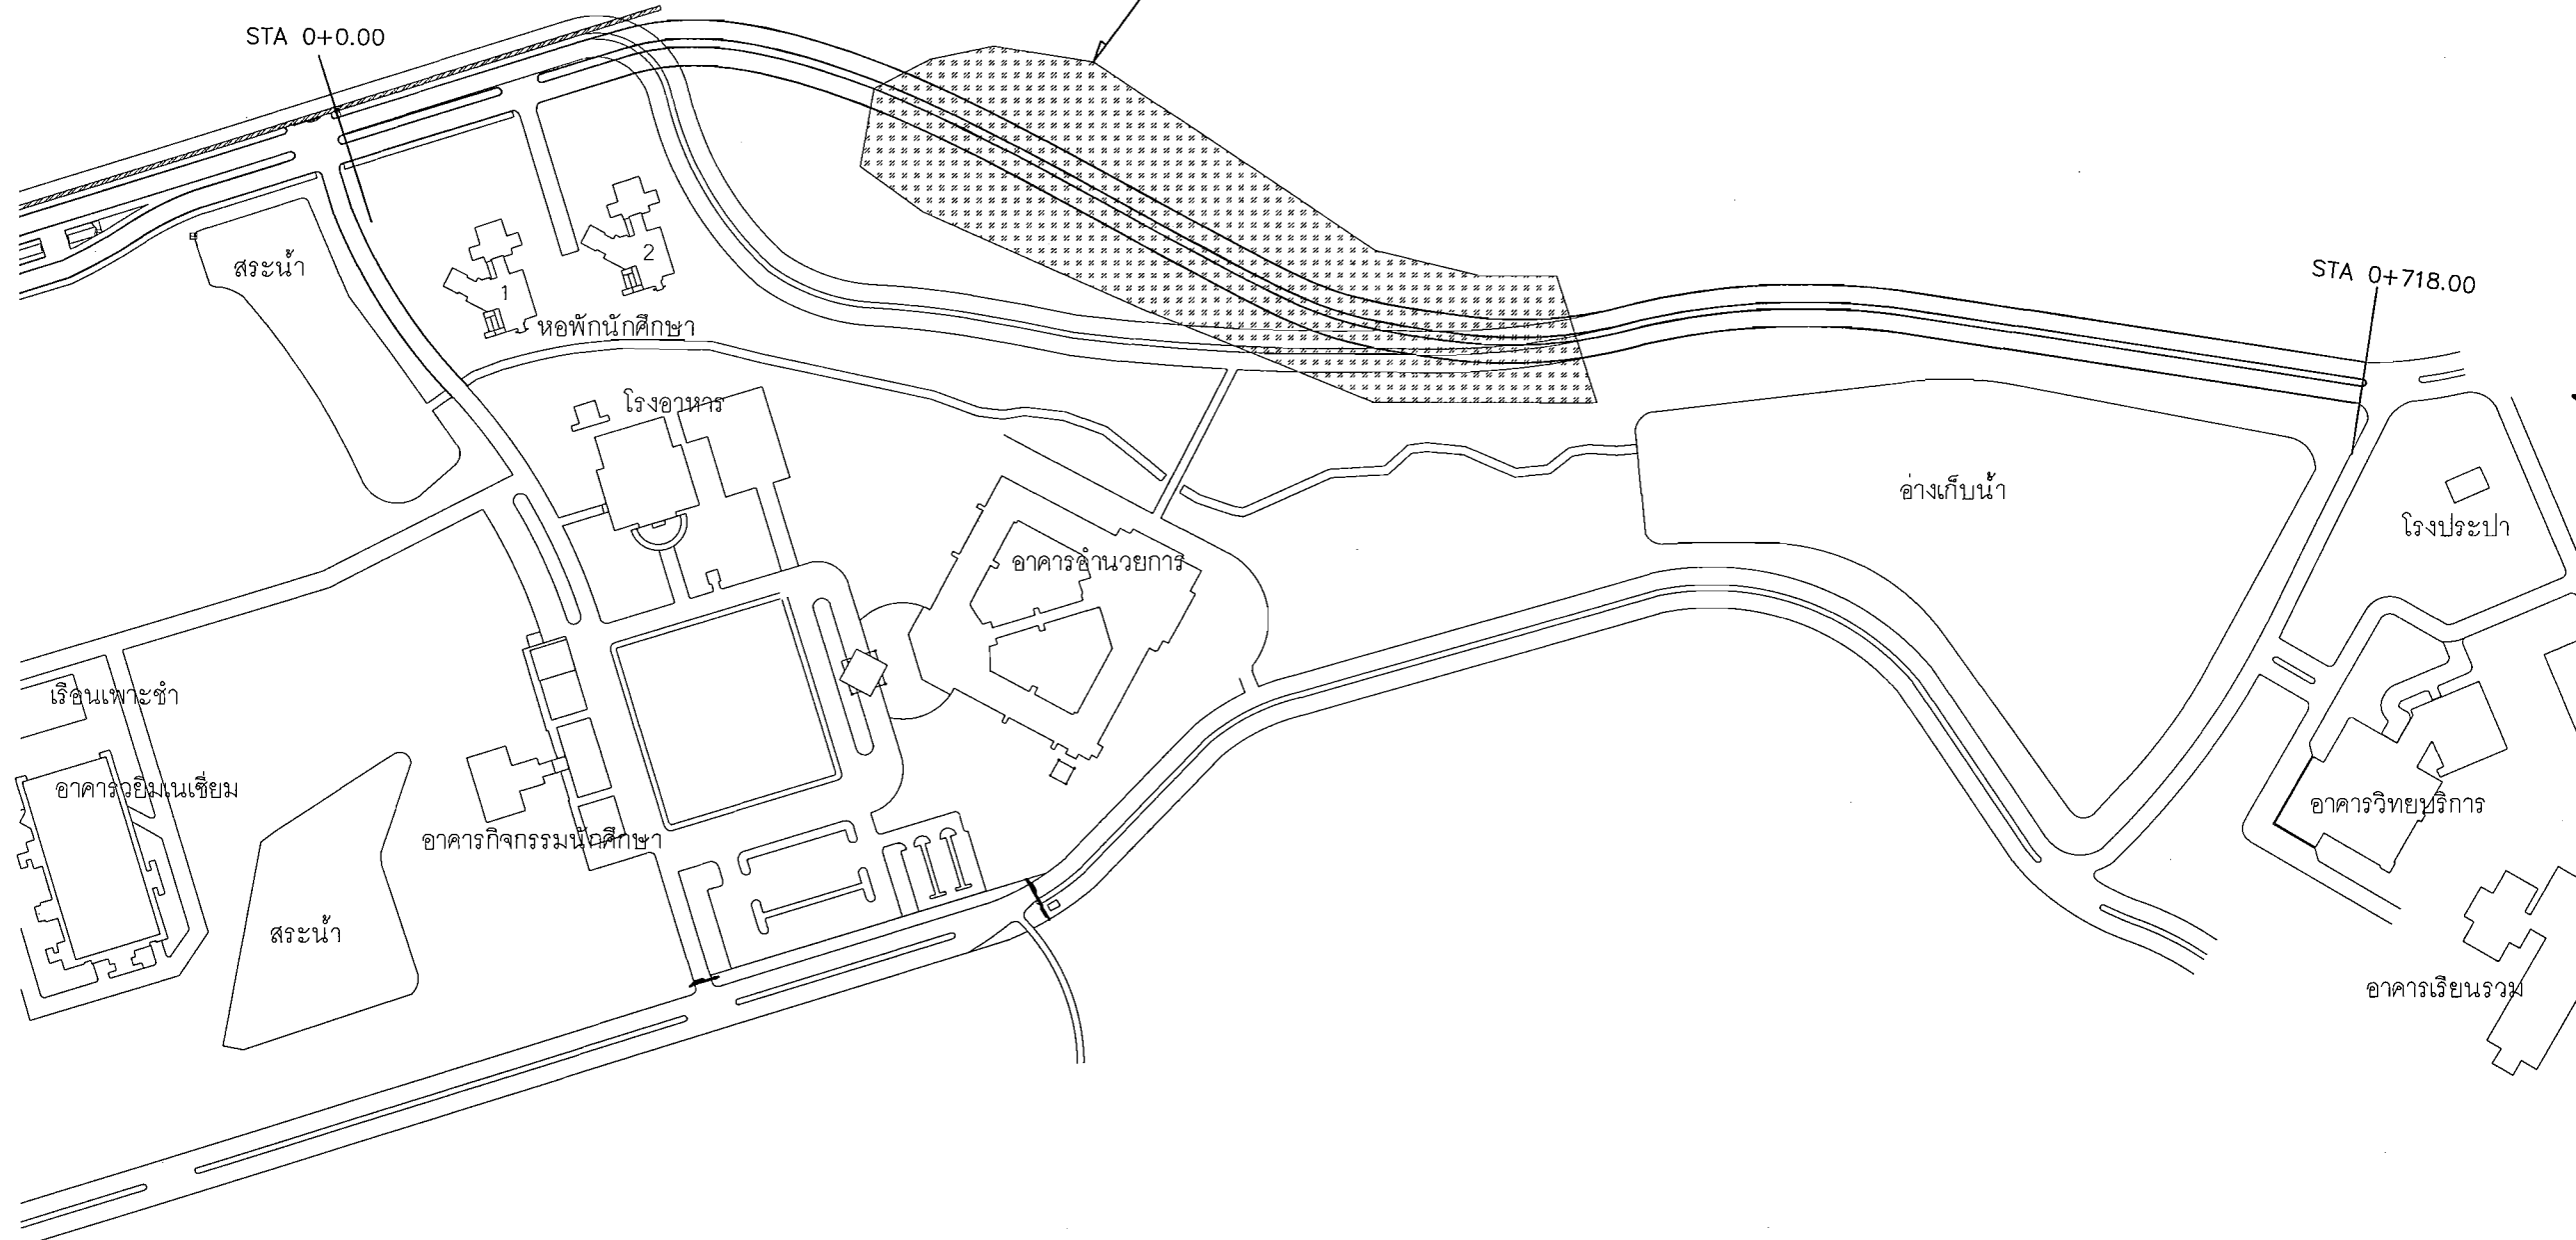 STA 0+0.00
สระน้ำ
2
1
หอพักนักศึกษา
STA 0+718.00
โรงอาหาร
อ่างเก็บน้ำ
โรงประปา
อาคารอำนวยการ
เรือนเพาะชำ
อาคารวยิมเนเซี่ยม
อาคารกิจกรรมนักศึกษา
อาคารวิทยบริการ
สระน้ำ
อาคารเรียนรวม